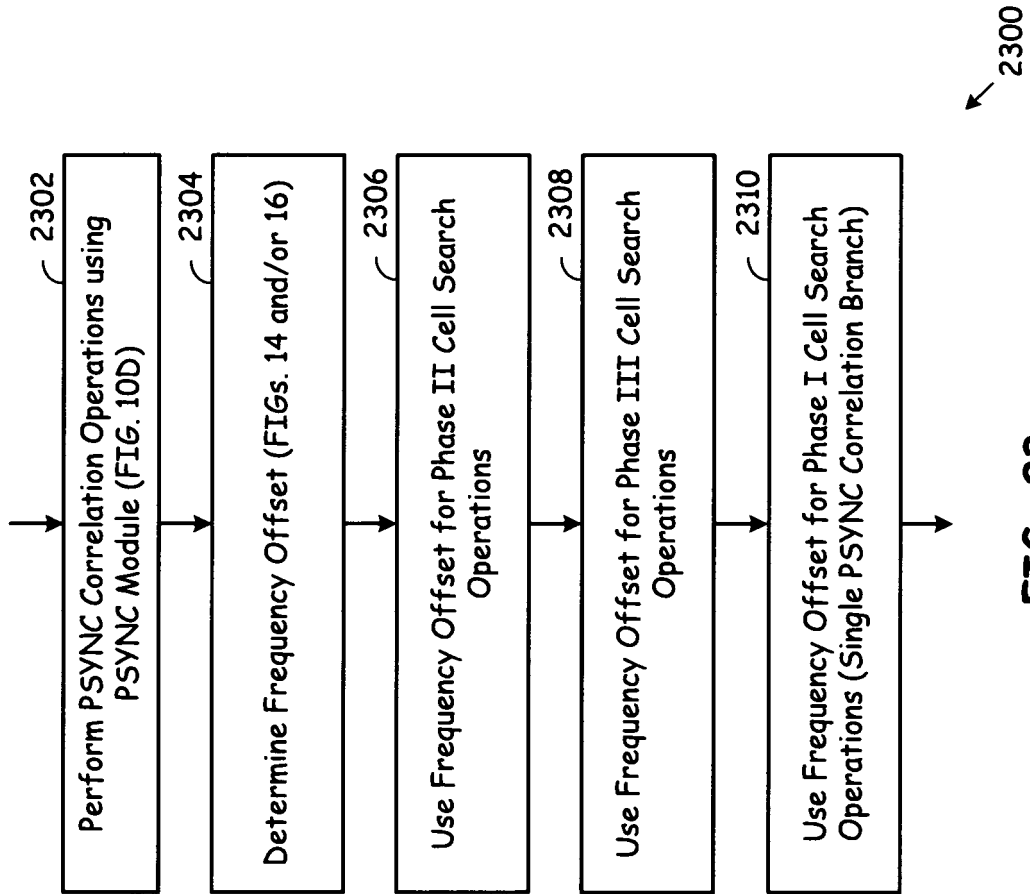 2302
Perform PSYNC Correlation Operations using
PSYNC Module (FIG. 10D)
2304
Determine Frequency Offset (FIGs. 14 and/or 16)
2306
Use Frequency Offset for Phase II Cell Search
Operations
2308
Use Frequency Offset for Phase III Cell Search
Operations
2310
Use Frequency Offset for Phase I Cell Search
Operations (Single PSYNC Correlation Branch)
2300
FIG.